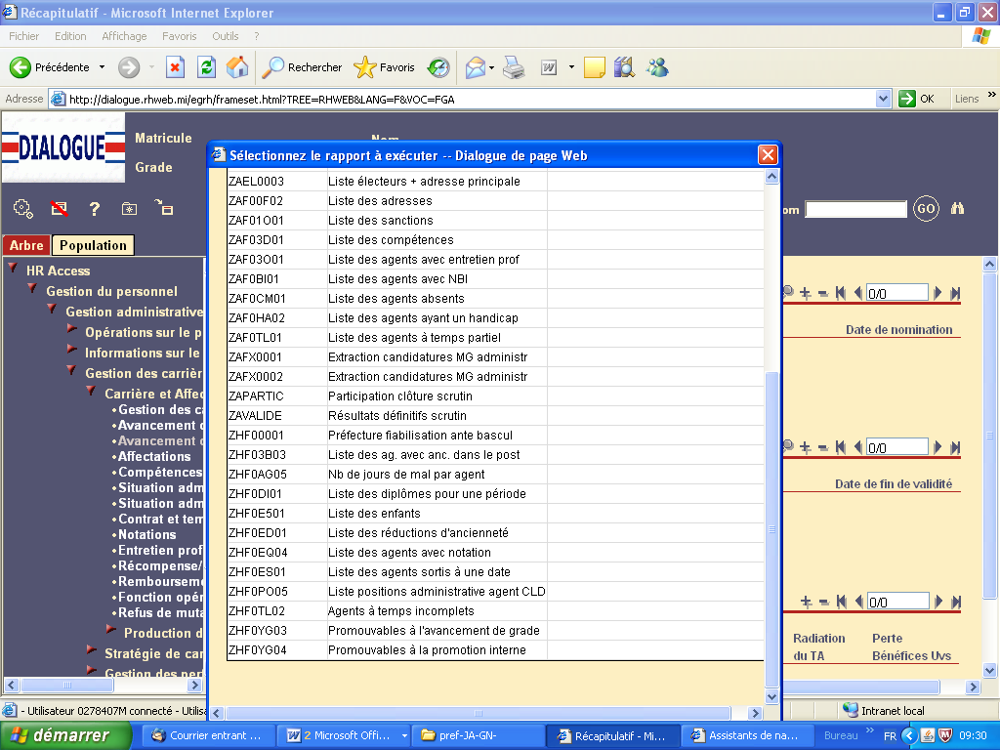 Récapitulatif - Microsoft Internet Explorer
Fichier Edition Affichage Favoris Outils ?
Précédente Rechercher Favoris
Adresse http://dialogue.rhweb.mi/egrh/frameset.html?TREE=RHWEB&LANG=F&VOC=FGA OK Liens »
DIALOGUE
Matricule Nom
Grade
om GO
Arbre Population
HR Access
Gestion du personnel
Gestion administrative
Opérations sur le p
Informations sur le
Gestion des carrièr
Carrière et Affec
Gestion des ca
Avancement d
Avancement d
Affectations
Compétences
Situation adm
Situation adm
Contrat et tem
Notations
Entretien prof
Récompense/
Rembourseme
Fonction opér
Refus de muta
Production d
Stratégie de car
Gestion des per
Sélectionnez le rapport à exécuter -- Dialogue de page Web
ZAEL0003 Liste électeurs + adresse principale
ZAF00F02 Liste des adresses
ZAF01O01 Liste des sanctions
ZAF03D01 Liste des compétences
ZAF03O01 Liste des agents avec entretien prof
ZAF0BI01 Liste des agents avec NBI
ZAF0CM01 Liste des agents absents
ZAF0HA02 Liste des agents ayant un handicap
ZAF0TL01 Liste des agents à temps partiel
ZAFX0001 Extraction candidatures MG administr
ZAFX0002 Extraction candidatures MG administr
ZAPARTIC Participation clôture scrutin
ZAVALIDE Résultats définitifs scrutin
ZHF00001 Préfecture fiabilisation ante bascul
ZHF03B03 Liste des ag. avec anc. dans le post
ZHF0AG05 Nb de jours de mal par agent
ZHF0DI01 Liste des diplômes pour une période
ZHF0E501 Liste des enfants
ZHF0ED01 Liste des réductions d'ancienneté
ZHF0EQ04 Liste des agents avec notation
ZHF0ES01 Liste des agents sortis à une date
ZHF0PO05 Liste positions administrative agent CLD
ZHF0TL02 Agents à temps incomplets
ZHF0YG03 Promouvables à l'avancement de grade
ZHF0YG04 Promouvables à la promotion interne
0/0
Date de nomination
0/0
Date de fin de validité
0/0
Radiation Perte
du TA Bénéfices Uvs
- Utilisateur 0278407M connecté - Utilisa Intranet local
démarrer Courrier entrant ... 2 Microsoft Offi... pref-JA-GN- Récapitulatif - Mi... Assistants de na... Bureau » FR 09:30